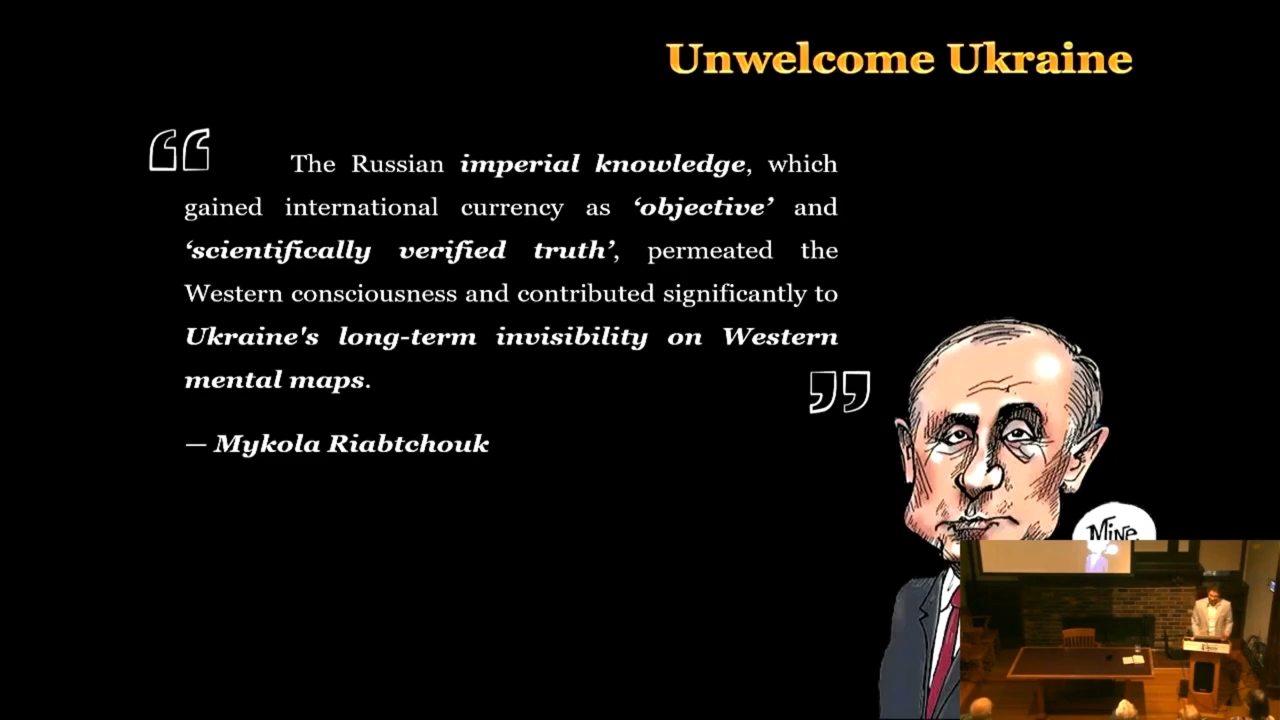 Unwelcome Ukraine
“ The Russian imperial knowledge, which
gained international currency as ‘objective’ and
‘scientifically verified truth’, permeated the
Western consciousness and contributed significantly to
Ukraine's long-term invisibility on Western
mental maps. ”
— Mykola Riabtchouk
Mine